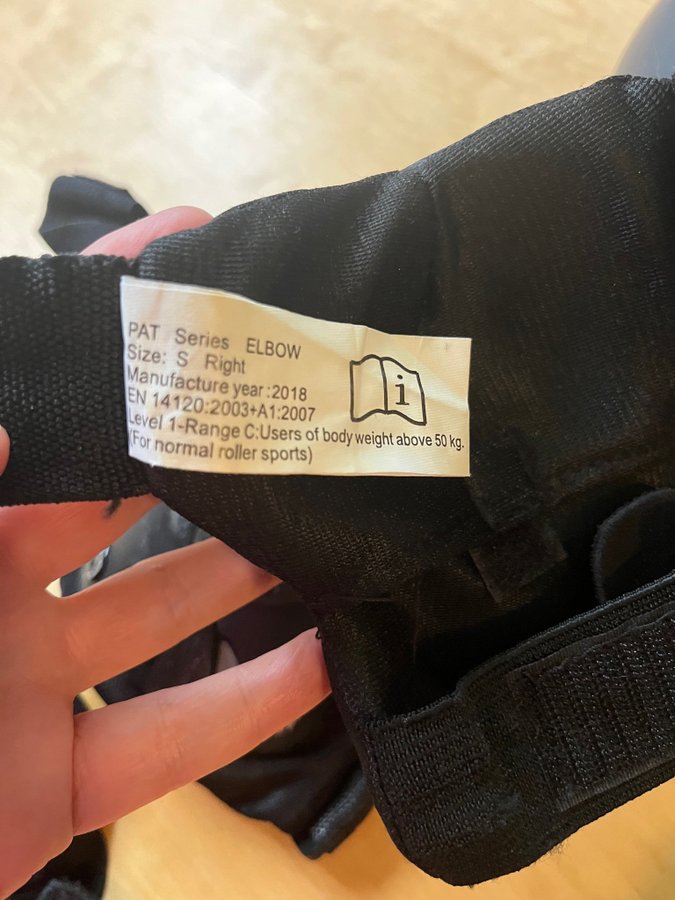 PAT Series ELBOW
Size: S Right
Manufacture year:2018
EN 14120:2003+A1:2007
Level 1-Range C:Users of body weight above 50 kg.
(For normal roller sports)
i